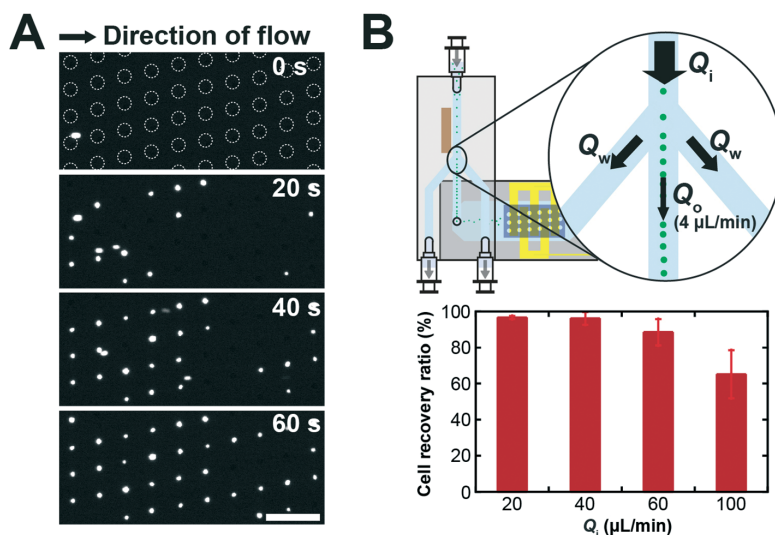 A
Direction of flow
0 s
20 s
40 s
60 s
B
Qi
Qw
Qw
Qo
(4 µL/min)
Cell recovery ratio (%)
100
80
60
40
20
0
20 40 60 100
Qi (µL/min)